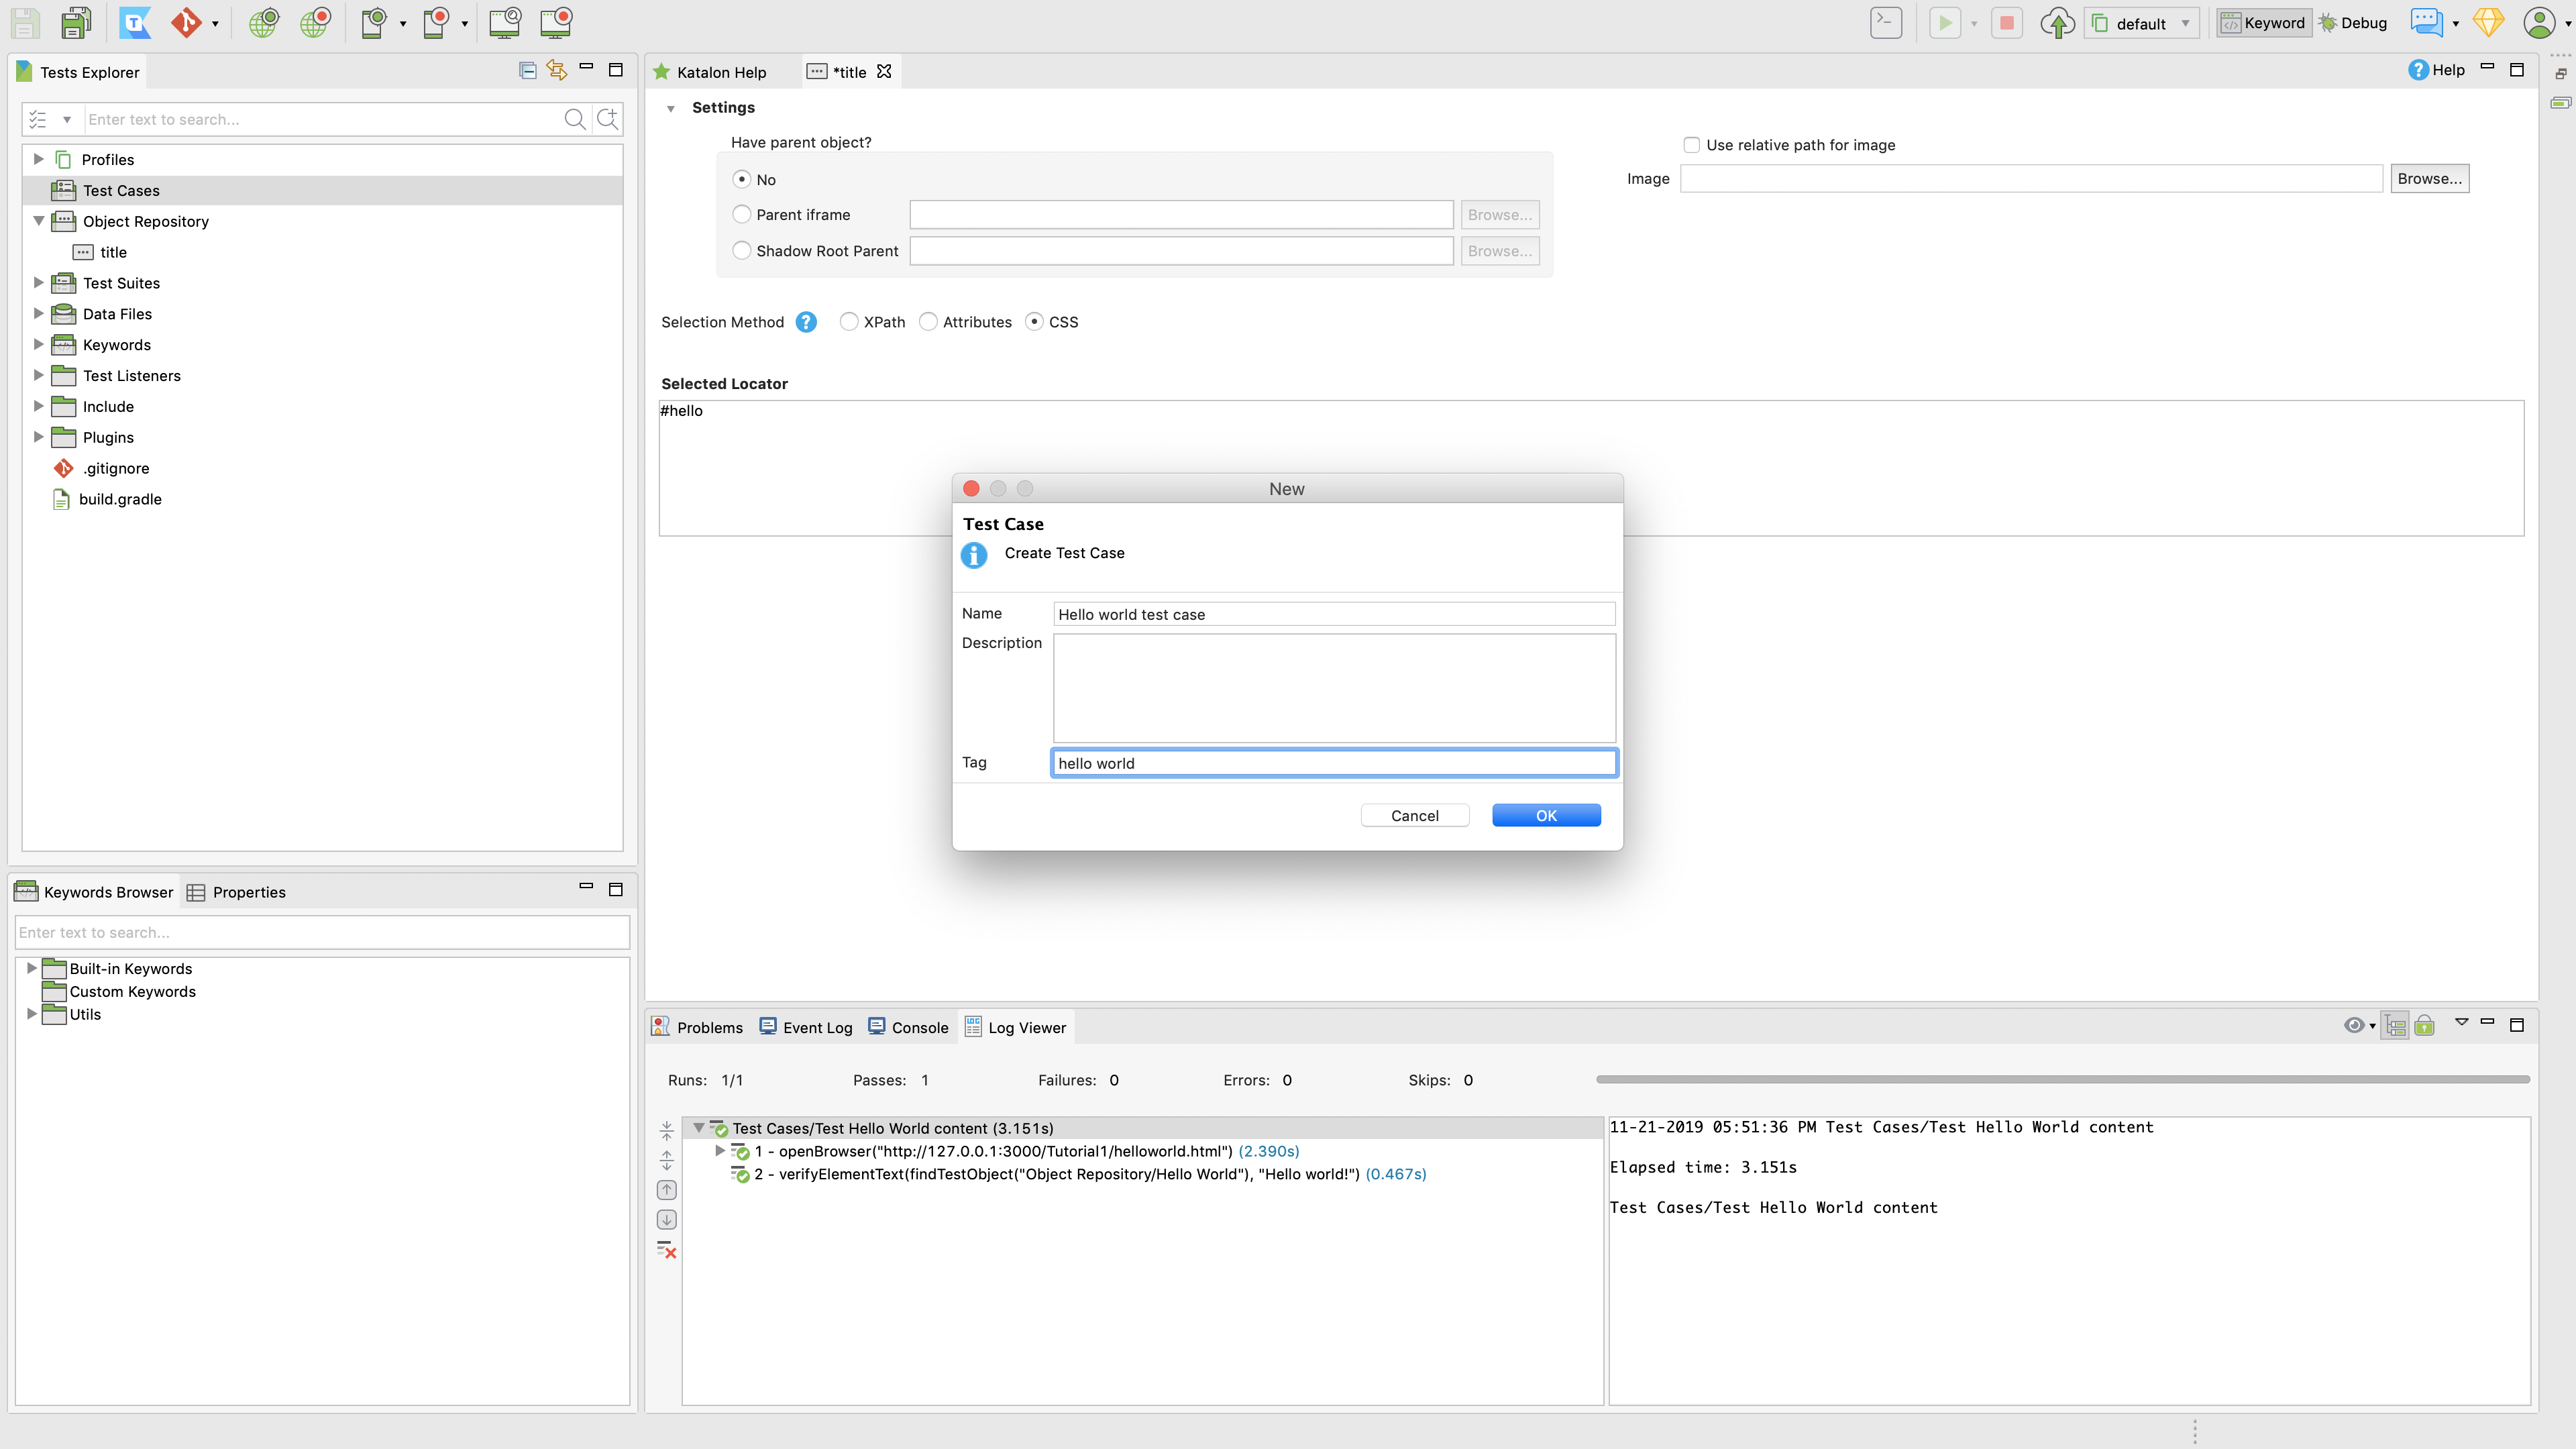 default
Keyword
Debug
Tests Explorer
Enter text to search...
Profiles
Test Cases
Object Repository
title
Test Suites
Data Files
Keywords
Test Listeners
Include
Plugins
.gitignore
build.gradle
Katalon Help
*title
Help
Settings
Have parent object?
No
Parent iframe
Browse...
Shadow Root Parent
Browse...
Use relative path for image
Image
Browse...
Selection Method
XPath
Attributes
CSS
Selected Locator
#hello
New
Test Case
Create Test Case
Name
Hello world test case
Description
Tag
hello world
Cancel
OK
Keywords Browser
Properties
Enter text to search...
Built-in Keywords
Custom Keywords
Utils
Problems
Event Log
Console
Log Viewer
Runs: 1/1
Passes: 1
Failures: 0
Errors: 0
Skips: 0
Test Cases/Test Hello World content (3.151s)
1 - openBrowser("http://127.0.0.1:3000/Tutorial1/helloworld.html") (2.390s)
2 - verifyElementText(findTestObject("Object Repository/Hello World"), "Hello world!") (0.467s)
11-21-2019 05:51:36 PM Test Cases/Test Hello World content
Elapsed time: 3.151s
Test Cases/Test Hello World content